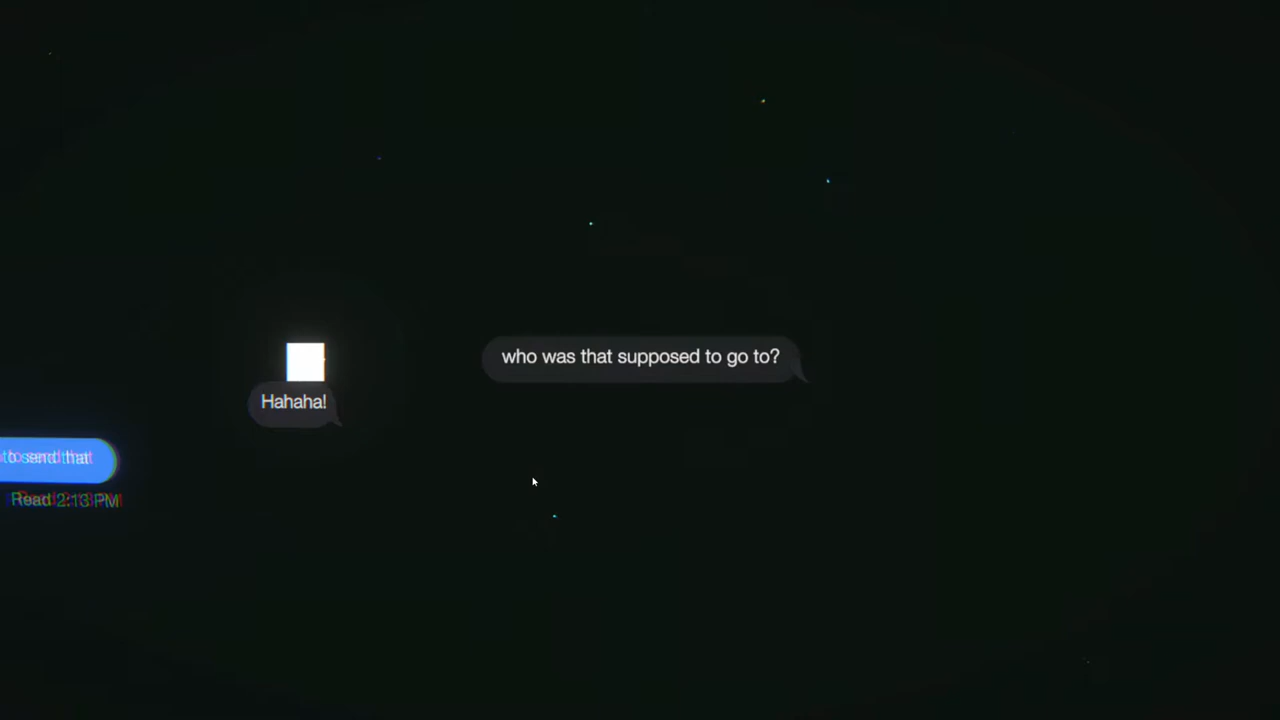 who was that supposed to go to?
Hahaha!
to send that
Read 2:13 PM